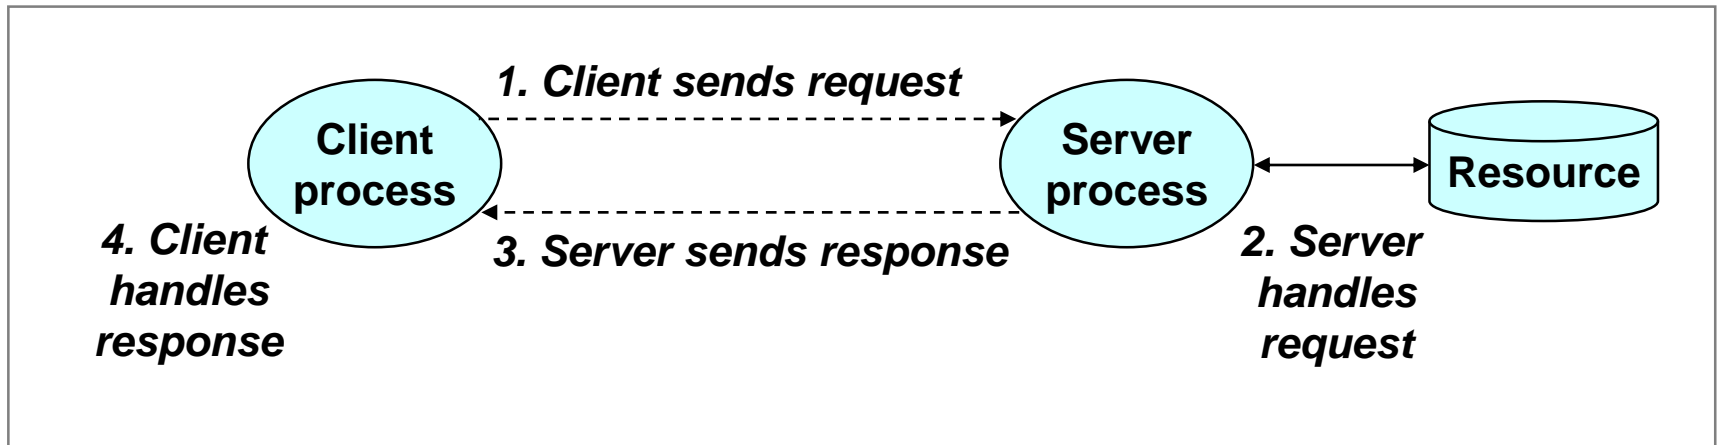 1. Client sends request
Client
process
Server
process
Resource
3. Server sends response
4. Client
handles
response
2. Server
handles
request